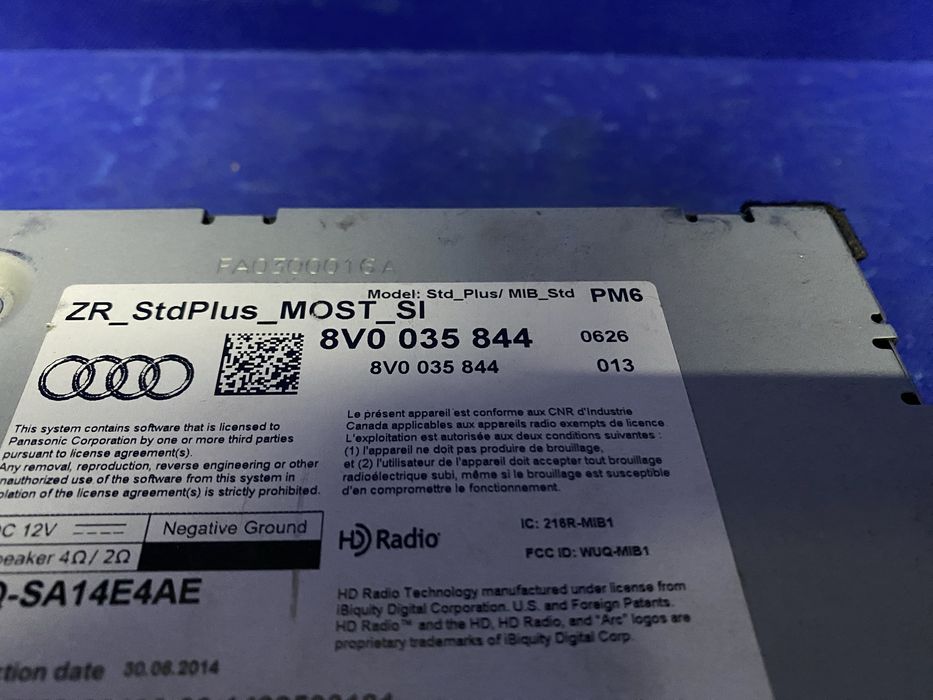 FA0300016A
Model: Std_Plus/ MIB_Std PM6
ZR_StdPlus_MOST_SI
8V0 035 844 0626
8V0 035 844 013
This system contains software that is licensed to
Panasonic Corporation by one or more third parties
pursuant to license agreement(s).
Any removal, reproduction, reverse engineering or other
unauthorized use of the software from this system in
olation of the license agreement(s) is strictly prohibited.
Le présent appareil est conforme aux CNR d'Industrie
Canada applicables aux appareils radio exempts de licence.
L'exploitation est autorisée aux deux conditions suivantes :
(1) l'appareil ne doit pas produire de brouillage,
et (2) l'utilisateur de l'appareil doit accepter tout brouillage
radioélectrique subi, même si le brouillage est susceptible
d'en compromettre le fonctionnement.
C 12V Negative Ground
eaker 4Ω/ 2Ω
-SA14E4AE
HD Radio
IC: 216R-MIB1
FCC ID: WUQ-MIB1
HD Radio Technology manufactured under license from
iBiquity Digital Corporation. U.S. and Foreign Patents.
HD Radio™ and the HD, HD Radio, and "Arc" logos are
proprietary trademarks of iBiquity Digital Corp.
ction date 30.06.2014